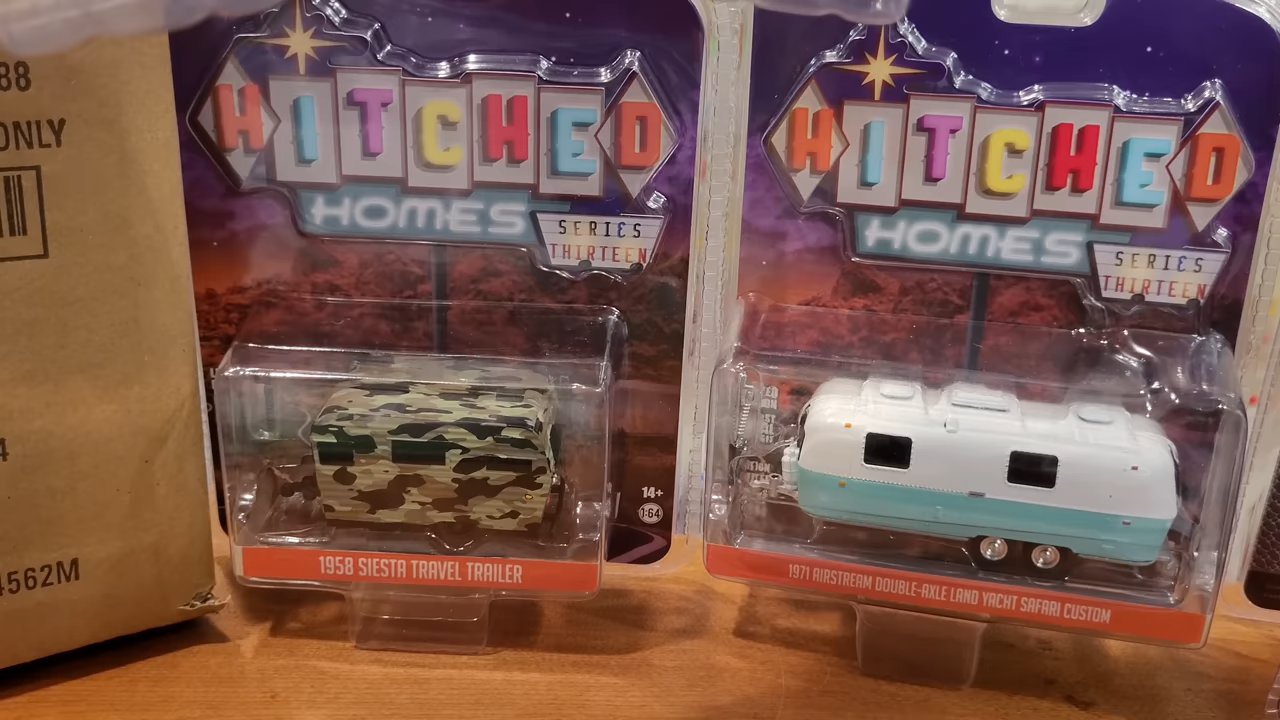 88
ONLY
4
4562M
HITCHED
HOMES
SERIES
THIRTEEN
14+
1:64
1958 SIESTA TRAVEL TRAILER
HITCHED
HOMES
SERIES
THIRTEEN
1971 AIRSTREAM DOUBLE-AXLE LAND YACHT SAFARI CUSTOM